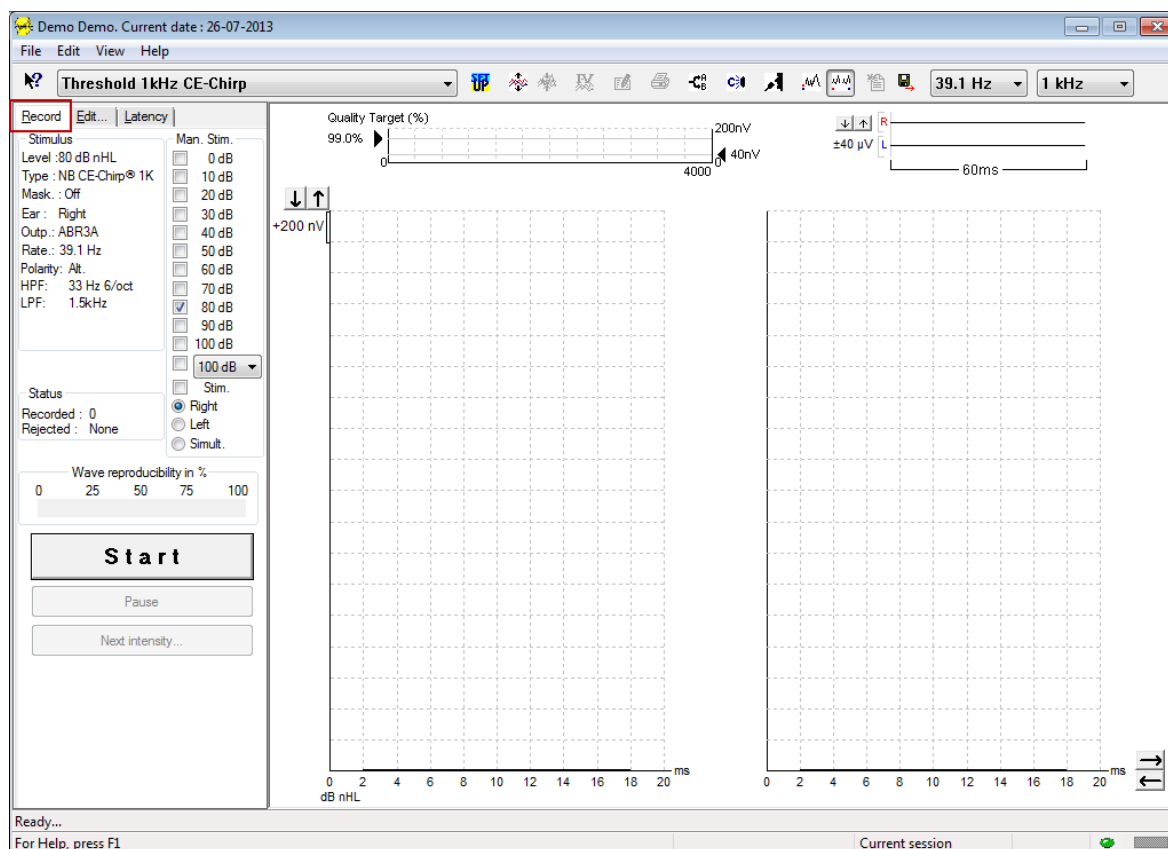 Demo Demo. Current date : 26-07-2013
File Edit View Help
Threshold 1kHz CE-Chirp
39.1 Hz
1 kHz
Record Edit... Latency
Stimulus
Level :80 dB nHL
Type : NB CE-Chirp® 1K
Mask. : Off
Ear : Right
Outp.: ABR3A
Rate.: 39.1 Hz
Polarity: Alt.
HPF: 33 Hz 6/oct
LPF: 1.5kHz
Man. Stim.
0 dB
10 dB
20 dB
30 dB
40 dB
50 dB
60 dB
70 dB
80 dB
90 dB
100 dB
100 dB
Stim.
Right
Left
Simult.
Status
Recorded : 0
Rejected : None
Wave reproducibility in %
0 25 50 75 100
Start
Pause
Next intensity...
Quality Target (%)
99.0%
0
200nV
40nV
0
4000
R
±40 µV L
60ms
+200 nV
0 2 4 6 8 10 12 14 16 18 20 ms
dB nHL
0 2 4 6 8 10 12 14 16 18 20 ms
Ready...
For Help, press F1
Current session